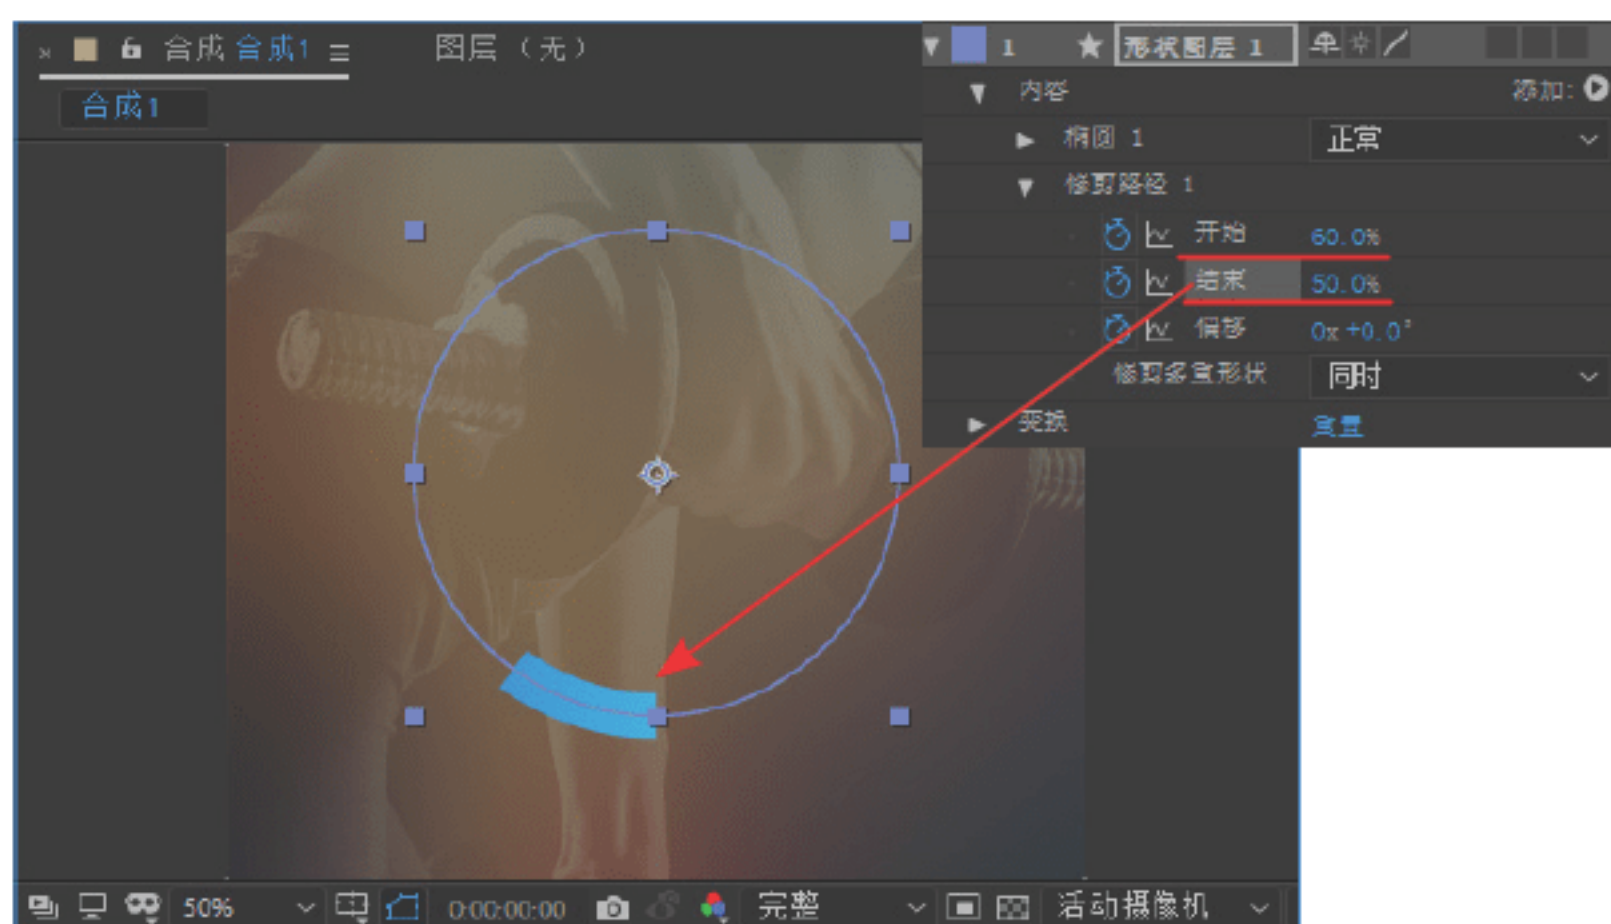 合成 合成1
图层 （无）
合成1
1 形状图层 1
内容 添加:
椭圆 1 正常
修剪路径 1
开始 60.0%
结束 50.0%
偏移 0x +0.0°
修剪多重形状 同时
变换 重置
50% 0:00:00:00 完整 活动摄像机